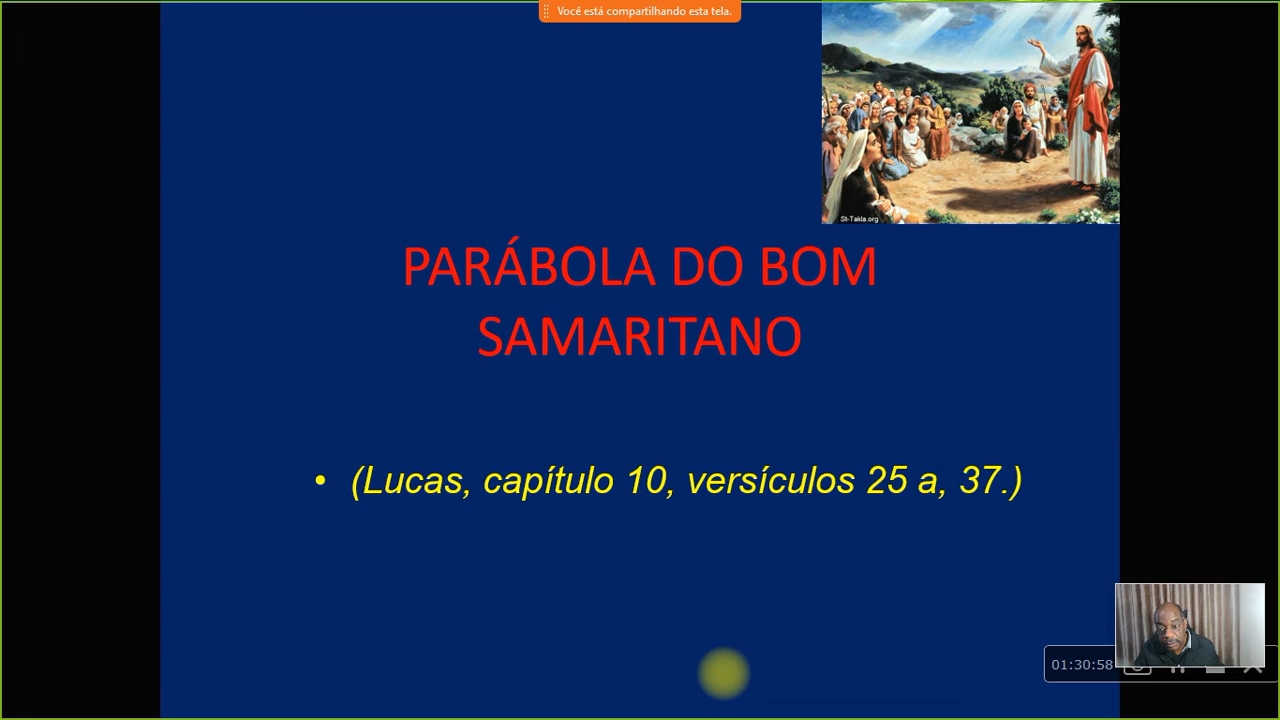 Você está compartilhando esta tela.
St-Takla.org
PARÁBOLA DO BOM
SAMARITANO
• (Lucas, capítulo 10, versículos 25 a, 37.)
01:30:58